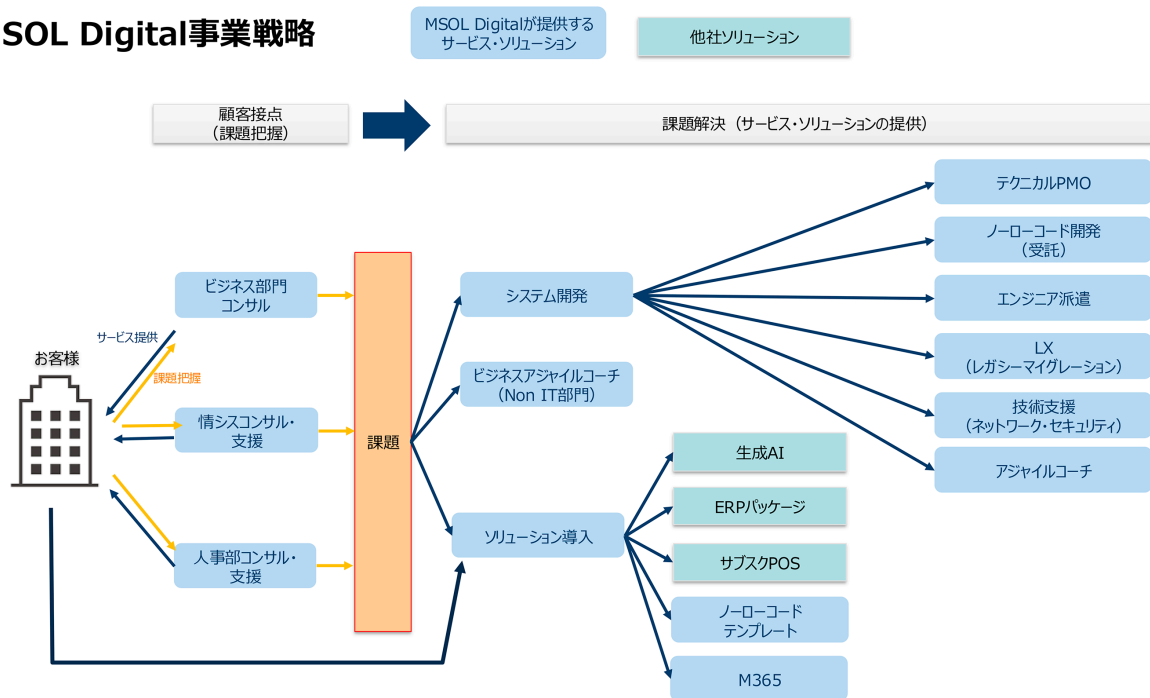 SOL Digital事業戦略
MSOL Digitalが提供する
サービス・ソリューション
他社ソリューション
顧客接点
（課題把握）
課題解決（サービス・ソリューションの提供）
テクニカルPMO
ノーローコード開発
（受託）
ビジネス部門
コンサル
システム開発
エンジニア派遣
サービス提供
お客様
課題把握
LX
（レガシーマイグレーション）
ビジネスアジャイルコーチ
（Non IT部門）
情シスコンサル・
支援
課題
技術支援
（ネットワーク・セキュリティ）
生成AI
アジャイルコーチ
ERPパッケージ
ソリューション導入
人事部コンサル・
支援
サブスクPOS
ノーローコード
テンプレート
M365